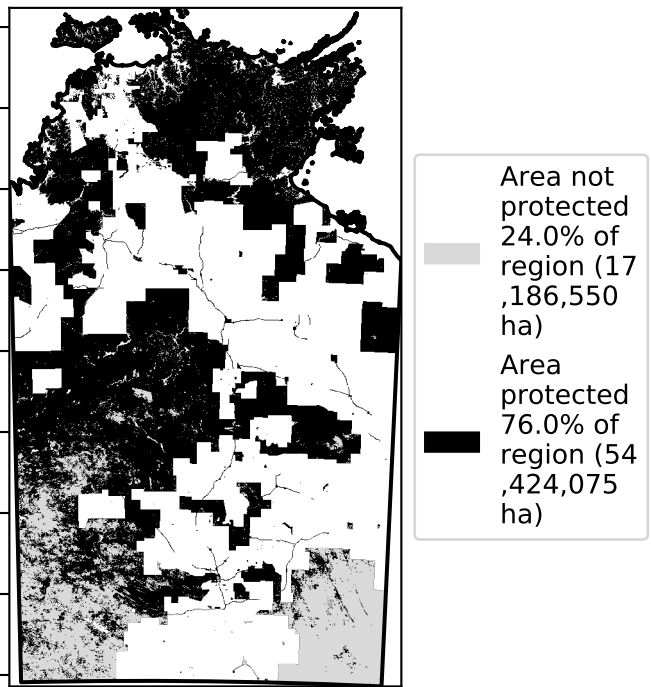 Area not
protected
24.0% of
region (17
,186,550
ha)
Area
protected
76.0% of
region (54
,424,075
ha)